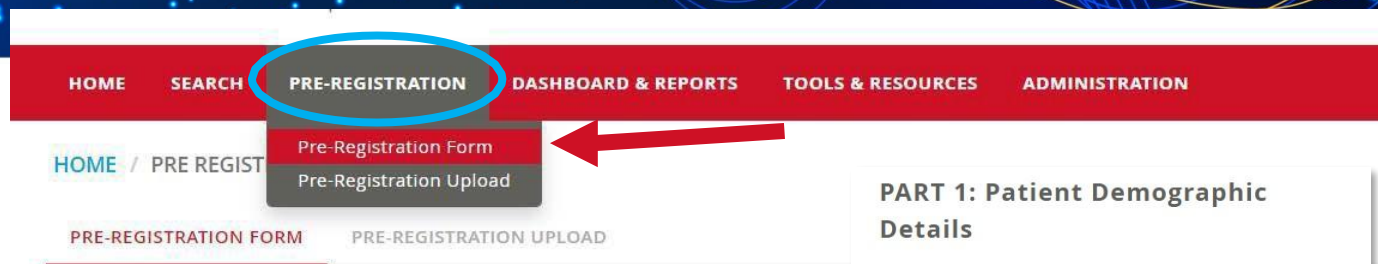 HOME SEARCH PRE-REGISTRATION DASHBOARD & REPORTS TOOLS & RESOURCES ADMINISTRATION
Pre-Registration Form
HOME / PRE REGIST
Pre-Registration Upload
PART 1: Patient Demographic
Details
PRE-REGISTRATION FORM PRE-REGISTRATION UPLOAD